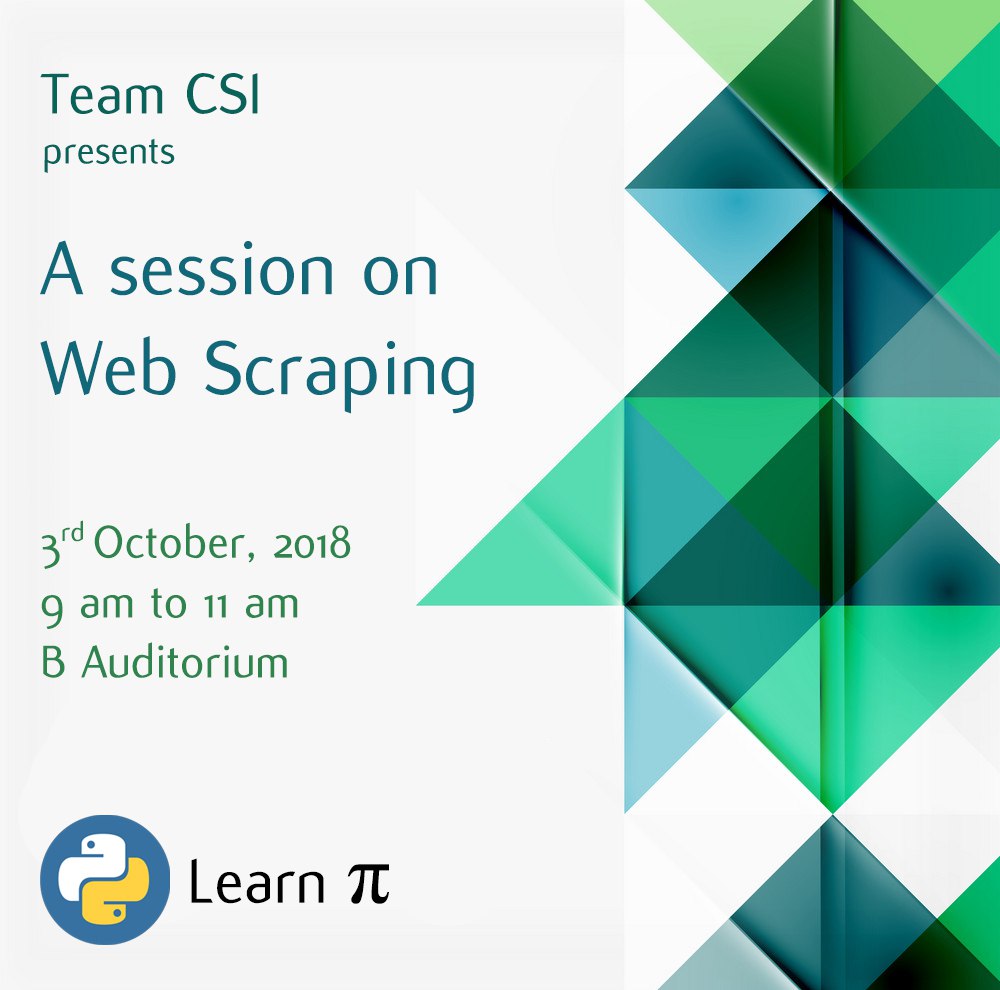 Team CSI
presents
A session on
Web Scraping
3rd October, 2018
9 am to 11 am
B Auditorium
Learn π